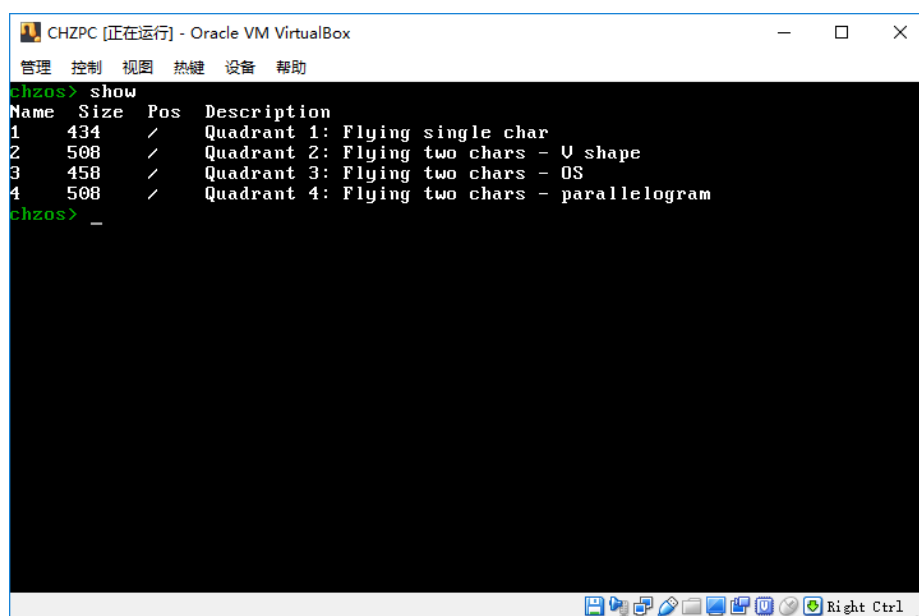 CHZPC [正在运行] - Oracle VM VirtualBox
管理 控制 视图 热键 设备 帮助
chzos> show
Name Size Pos Description
1 434 / Quadrant 1: Flying single char
2 508 / Quadrant 2: Flying two chars - V shape
3 458 / Quadrant 3: Flying two chars - OS
4 508 / Quadrant 4: Flying two chars - parallelogram
chzos> _
Right Ctrl